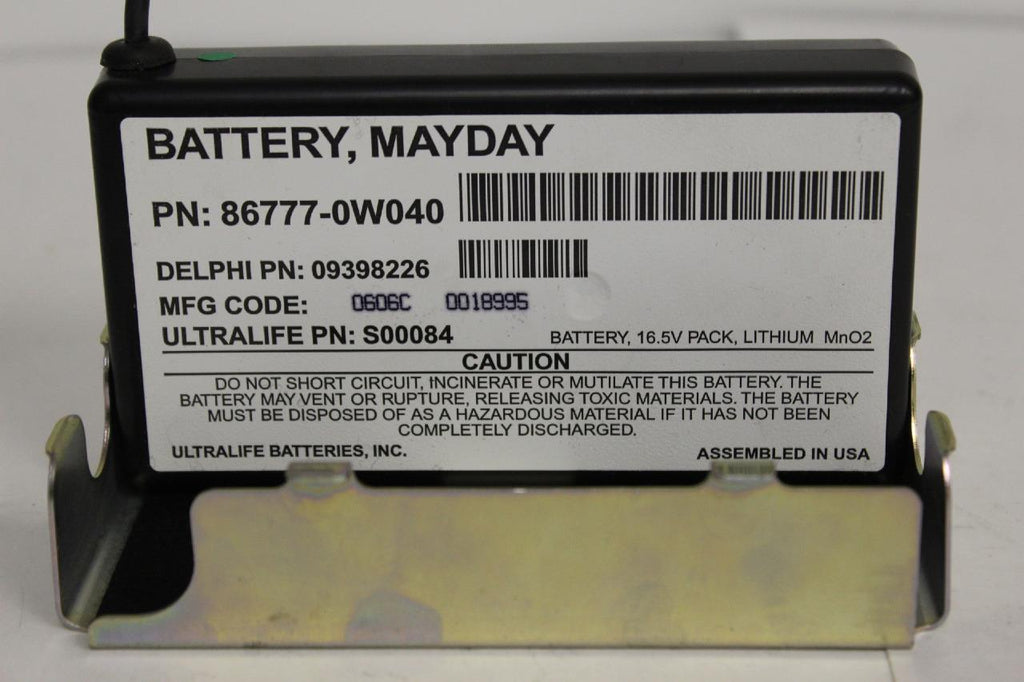 BATTERY, MAYDAY
PN: 86777-0W040
DELPHI PN: 09398226
MFG CODE: 0606C 0018995
ULTRALIFE PN: S00084 BATTERY, 16.5V PACK, LITHIUM MnO2
CAUTION
DO NOT SHORT CIRCUIT, INCINERATE OR MUTILATE THIS BATTERY. THE
BATTERY MAY VENT OR RUPTURE, RELEASING TOXIC MATERIALS. THE BATTERY
MUST BE DISPOSED OF AS A HAZARDOUS MATERIAL IF IT HAS NOT BEEN
COMPLETELY DISCHARGED.
ULTRALIFE BATTERIES, INC. ASSEMBLED IN USA